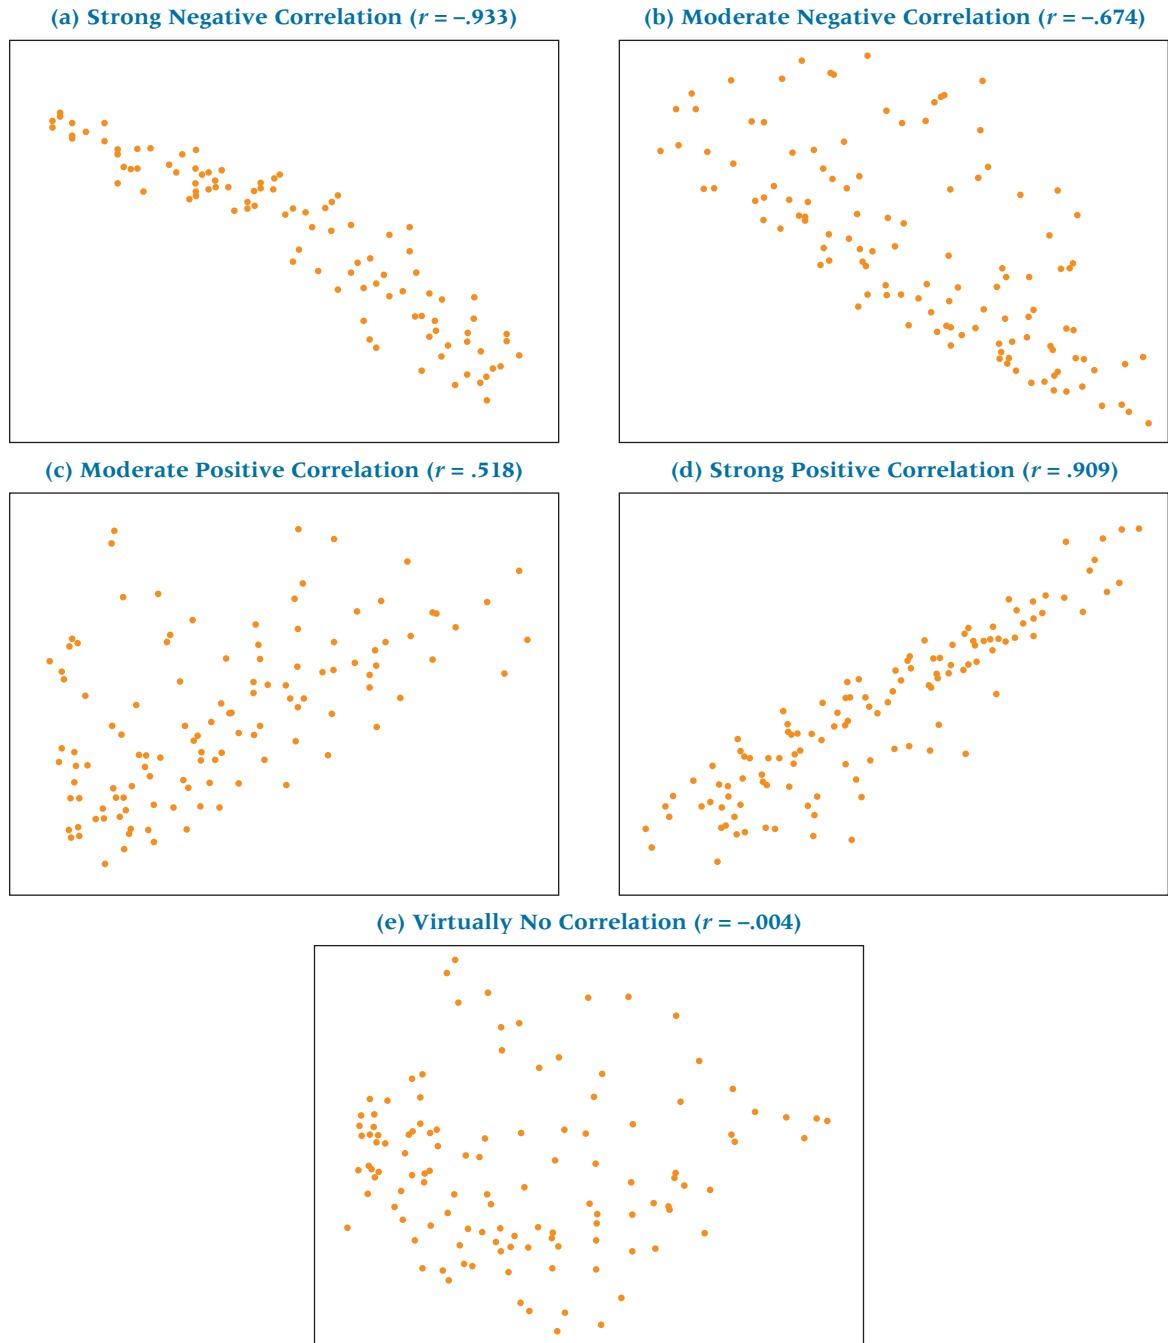 (a) Strong Negative Correlation (r = –.933)
(b) Moderate Negative Correlation (r = –.674)
(c) Moderate Positive Correlation (r = .518)
(d) Strong Positive Correlation (r = .909)
(e) Virtually No Correlation (r = –.004)